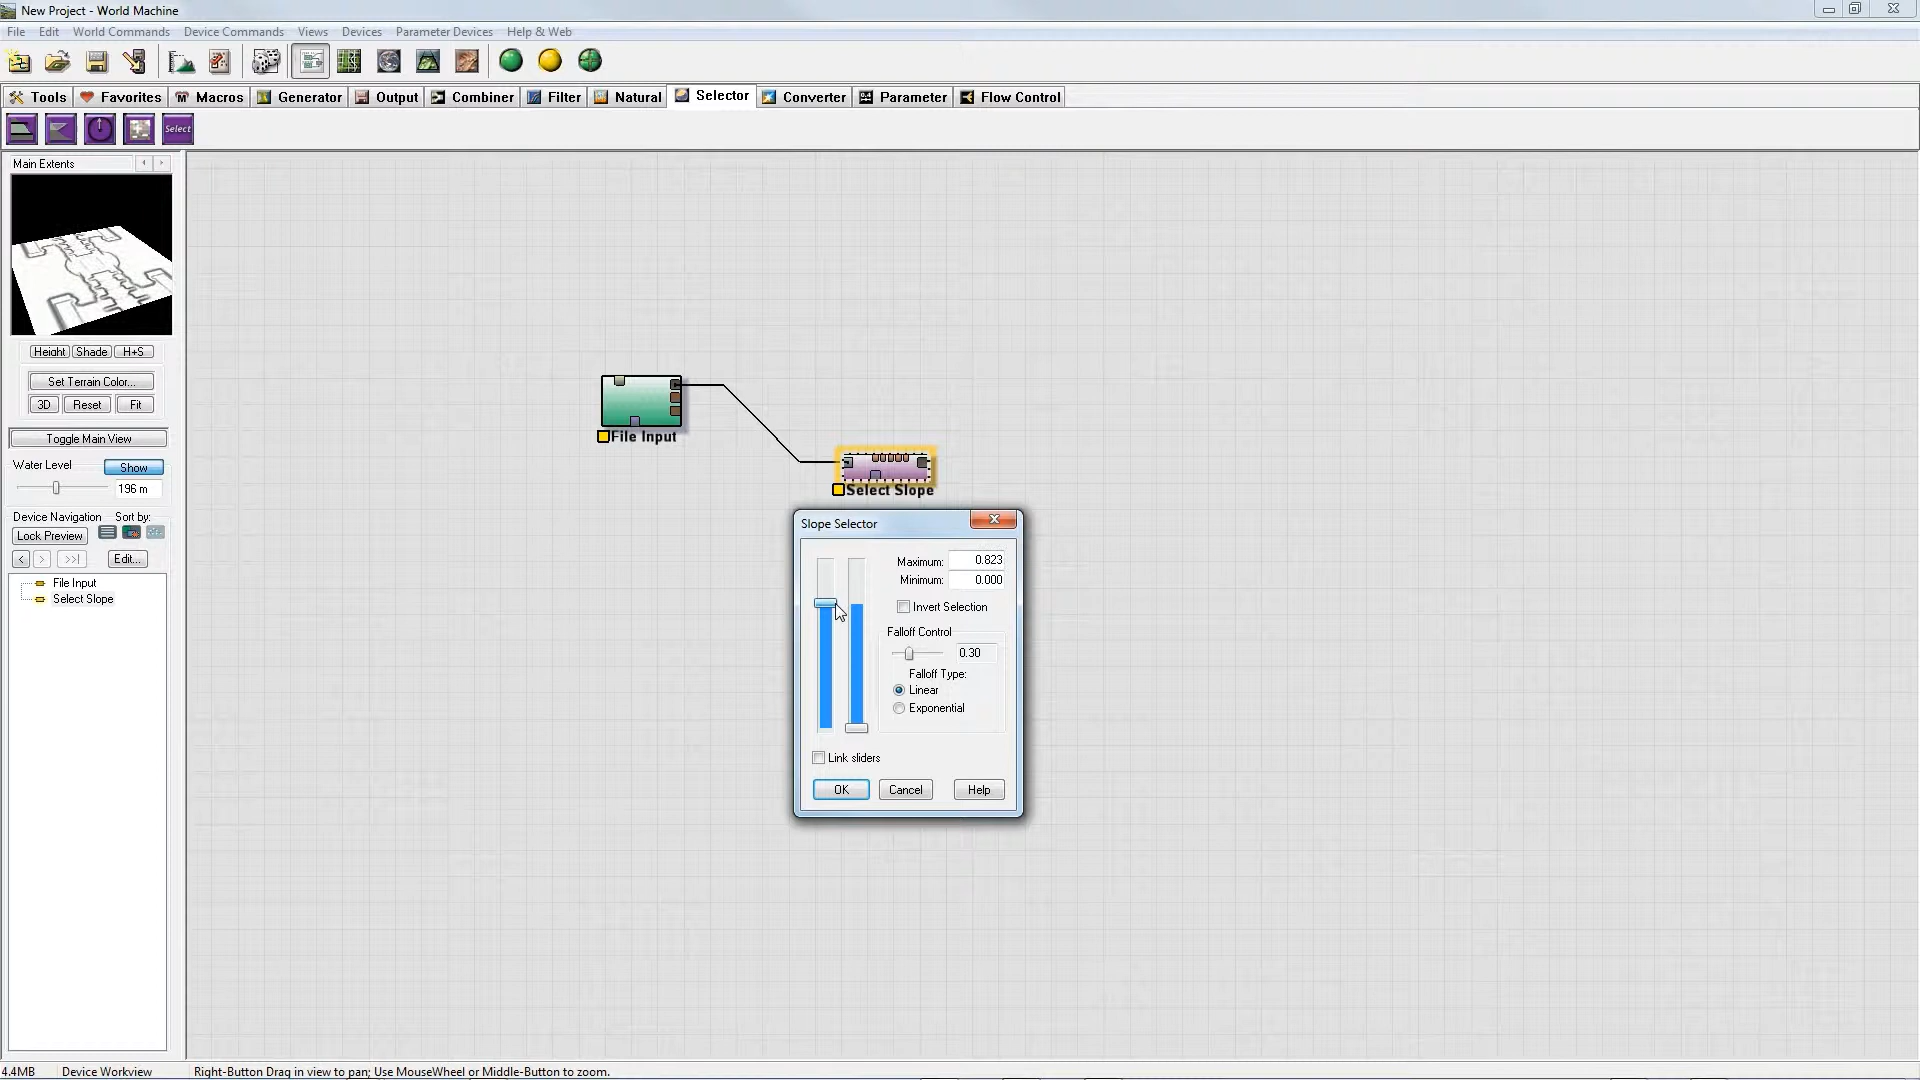 New Project - World Machine
File Edit World Commands Device Commands Views Devices Parameter Devices Help & Web
Tools Favorites Macros Generator Output Combiner Filter Natural Selector Converter Parameter Flow Control
Select
Main Extents
Height Shade H+S
Set Terrain Color...
3D Reset Fit
Toggle Main View
Water Level Show
196 m
Device Navigation Sort by:
Lock Preview
< > >>| Edit...
File Input
Select Slope
File Input
Select Slope
Slope Selector
Maximum: 0.823
Minimum: 0.000
Invert Selection
Falloff Control
0.30
Falloff Type:
Linear
Exponential
Link sliders
OK Cancel Help
4.4MB Device Workview Right-Button Drag in view to pan; Use MouseWheel or Middle-Button to zoom.